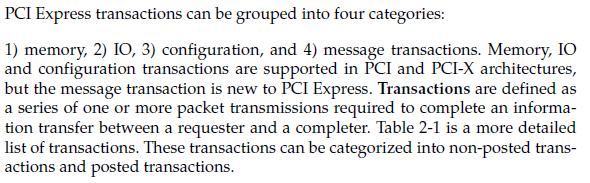 PCI Express transactions can be grouped into four categories:
1) memory, 2) IO, 3) configuration, and 4) message transactions. Memory, IO
and configuration transactions are supported in PCI and PCI-X architectures,
but the message transaction is new to PCI Express. Transactions are defined as
a series of one or more packet transmissions required to complete an informa-
tion transfer between a requester and a completer. Table 2-1 is a more detailed
list of transactions. These transactions can be categorized into non-posted trans-
actions and posted transactions.